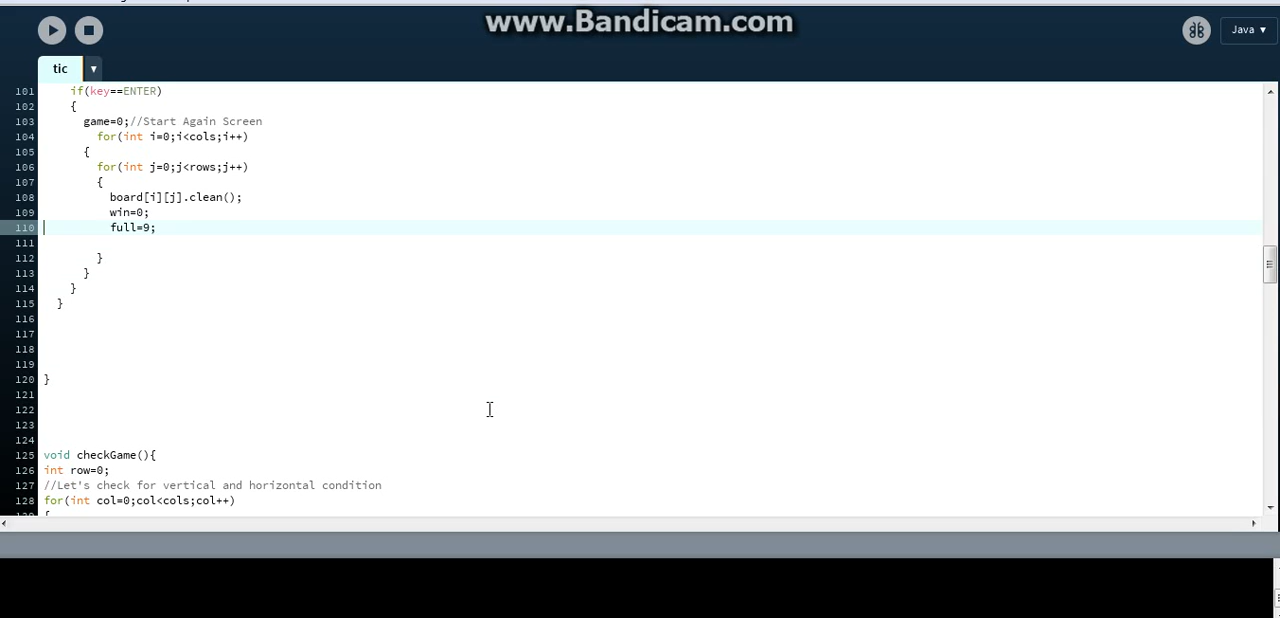 www.Bandicam.com
Java ▾
tic ▾
101 if(key==ENTER)
102 {
103 game=0;//Start Again Screen
104 for(int i=0;i<cols;i++)
105 {
106 for(int j=0;j<rows;j++)
107 {
108 board[i][j].clean();
109 win=0;
110 full=9;
111
112 }
113 }
114 }
115 }
116
117
118
119
120 }
121
122
123
124
125 void checkGame(){
126 int row=0;
127 //Let's check for vertical and horizontal condition
128 for(int col=0;col<cols;col++)